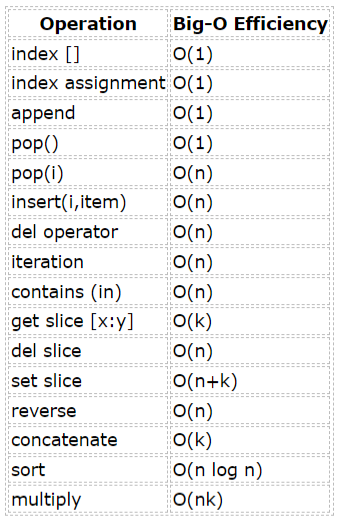 Operation Big-O Efficiency
index [] O(1)
index assignment O(1)
append O(1)
pop() O(1)
pop(i) O(n)
insert(i,item) O(n)
del operator O(n)
iteration O(n)
contains (in) O(n)
get slice [x:y] O(k)
del slice O(n)
set slice O(n+k)
reverse O(n)
concatenate O(k)
sort O(n log n)
multiply O(nk)